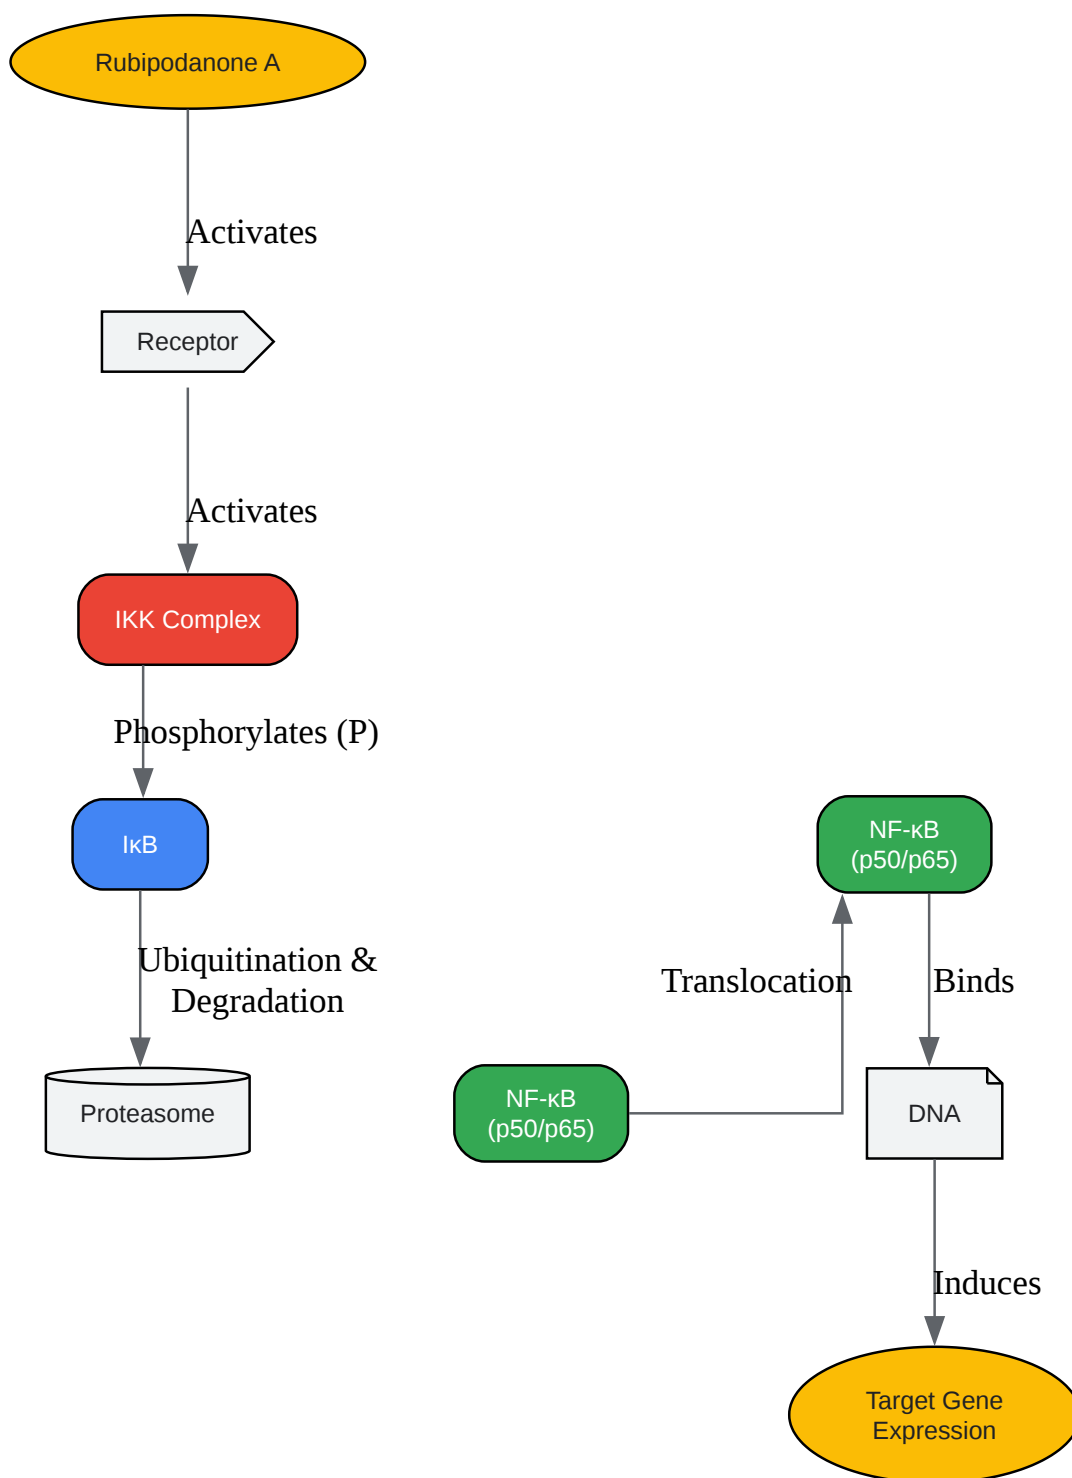 Rubipodanone A
Activates
Receptor
Activates
IKK Complex
Phosphorylates (P)
IκB
Ubiquitination &
Degradation
Proteasome
NF-κB
(p50/p65)
Translocation
NF-κB
(p50/p65)
Binds
DNA
Induces
Target Gene
Expression